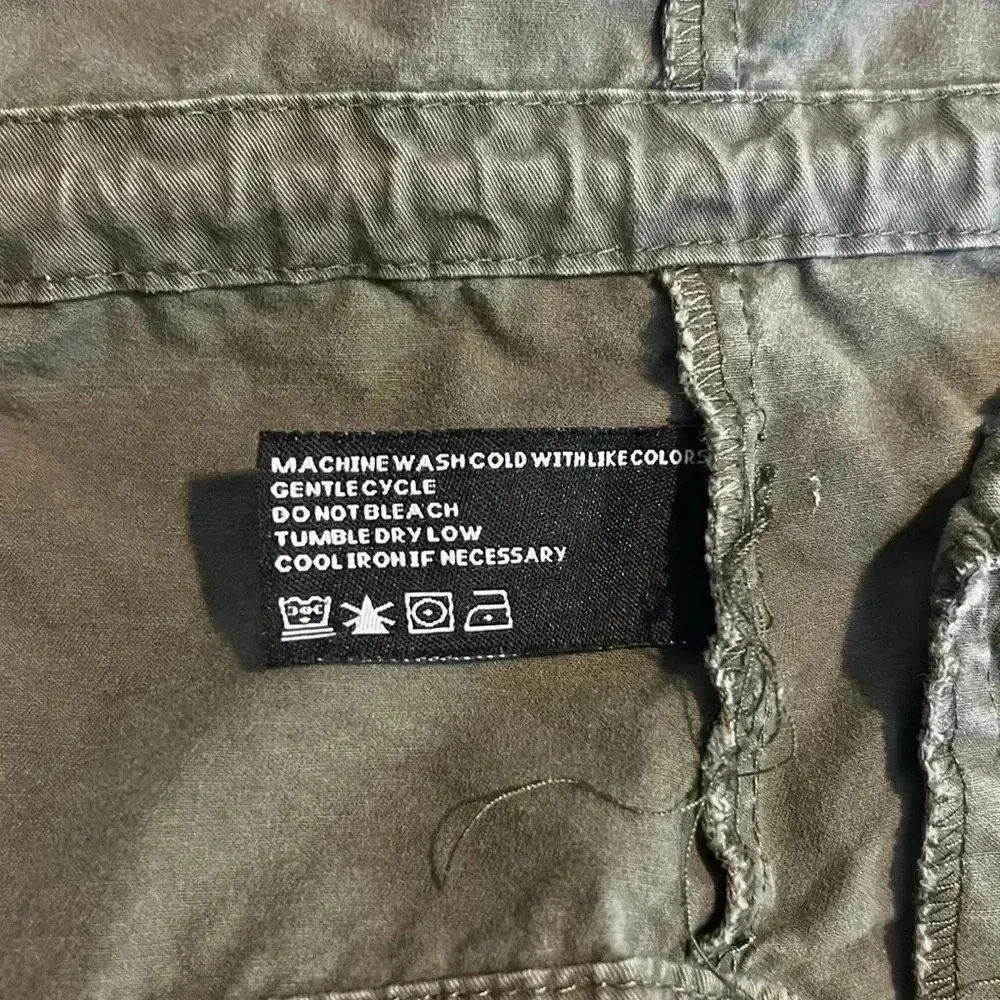 MACHINE WASH COLD WITH LIKE COLORS
GENTLE CYCLE
DO NOT BLEACH
TUMBLE DRY LOW
COOL IRON IF NECESSARY